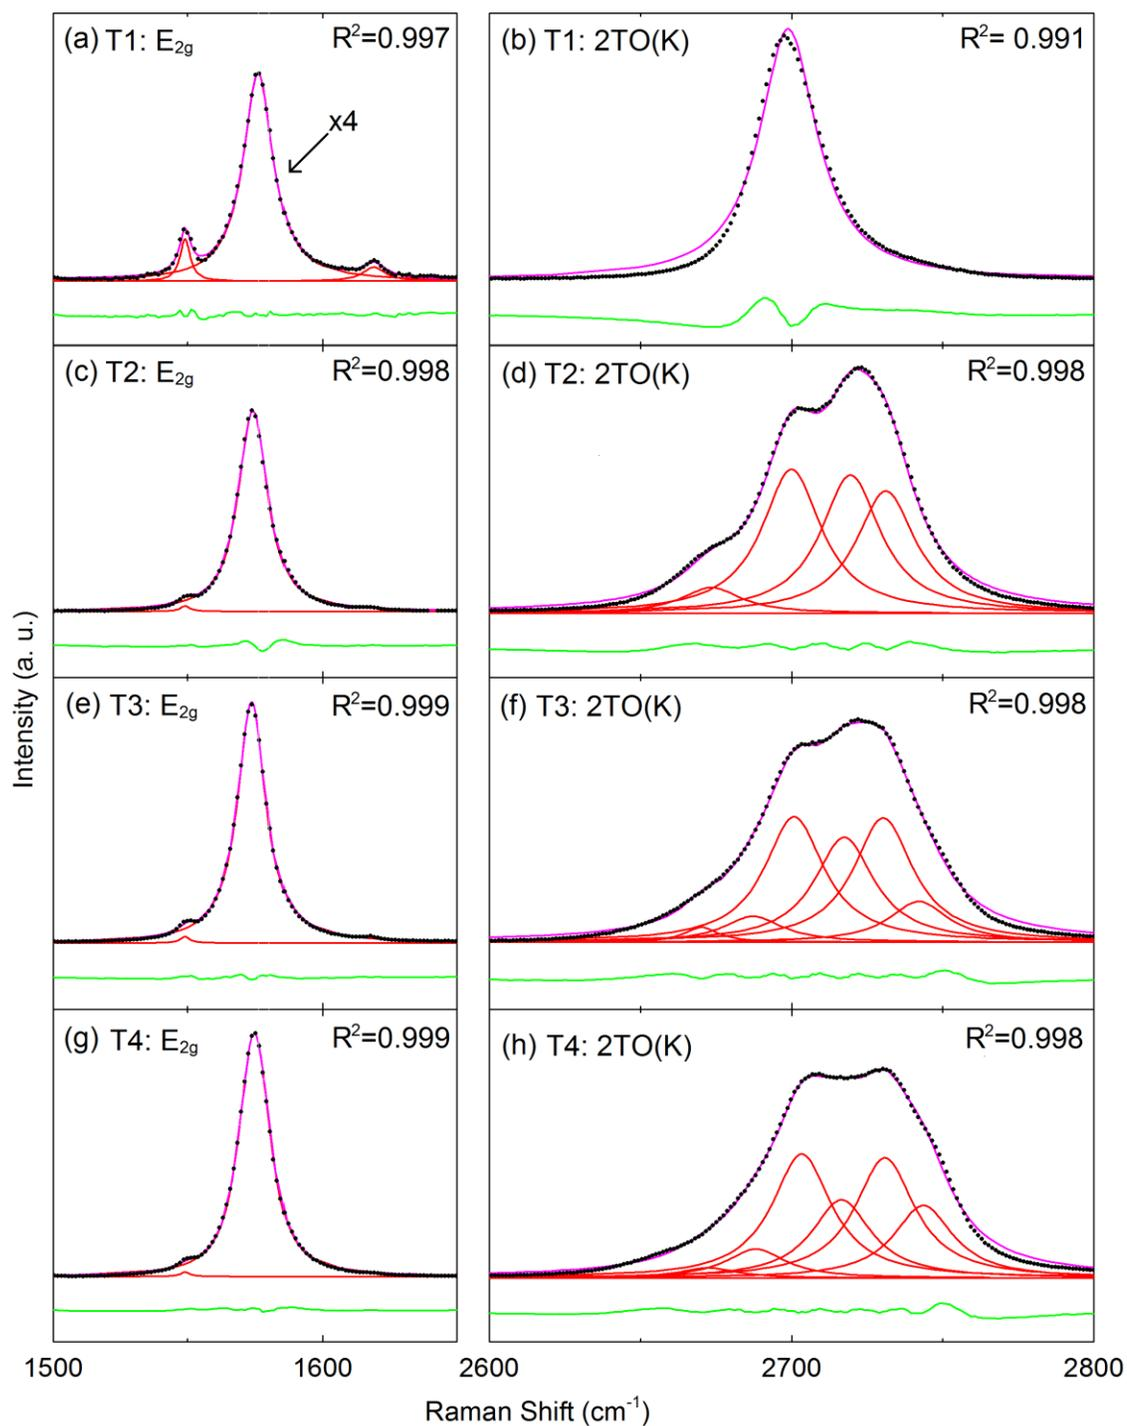 (a) T1: E2g R²=0.997
x4
(b) T1: 2TO(K) R²= 0.991
(c) T2: E2g R²=0.998
(d) T2: 2TO(K) R²=0.998
(e) T3: E2g R²=0.999
(f) T3: 2TO(K) R²=0.998
(g) T4: E2g R²=0.999
(h) T4: 2TO(K) R²=0.998
Intensity (a. u.)
1500 1600 2600 2700 2800
Raman Shift (cm⁻¹)